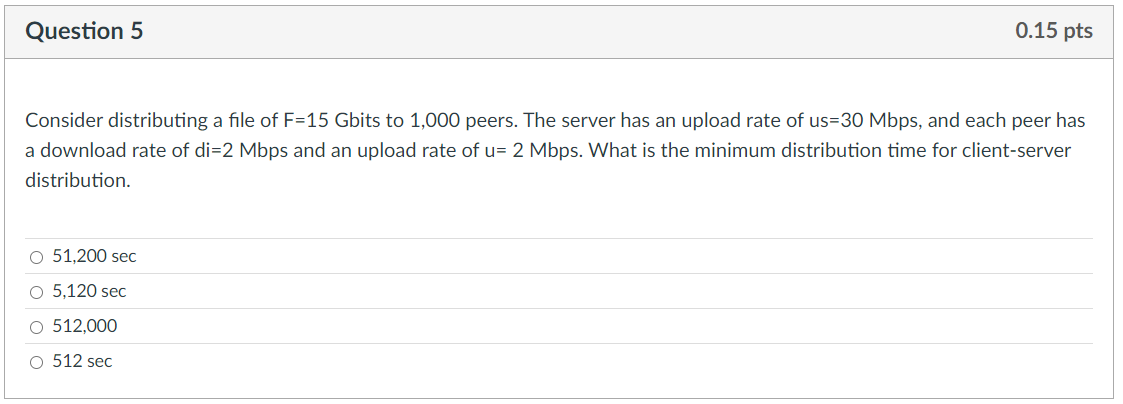 Question 5
0.15 pts
Consider distributing a file of F=15 Gbits to 1,000 peers. The server has an upload rate of us=30 Mbps, and each peer has
a download rate of di=2 Mbps and an upload rate of u= 2 Mbps. What is the minimum distribution time for client-server
distribution.
51,200 sec
5,120 sec
512,000
512 sec